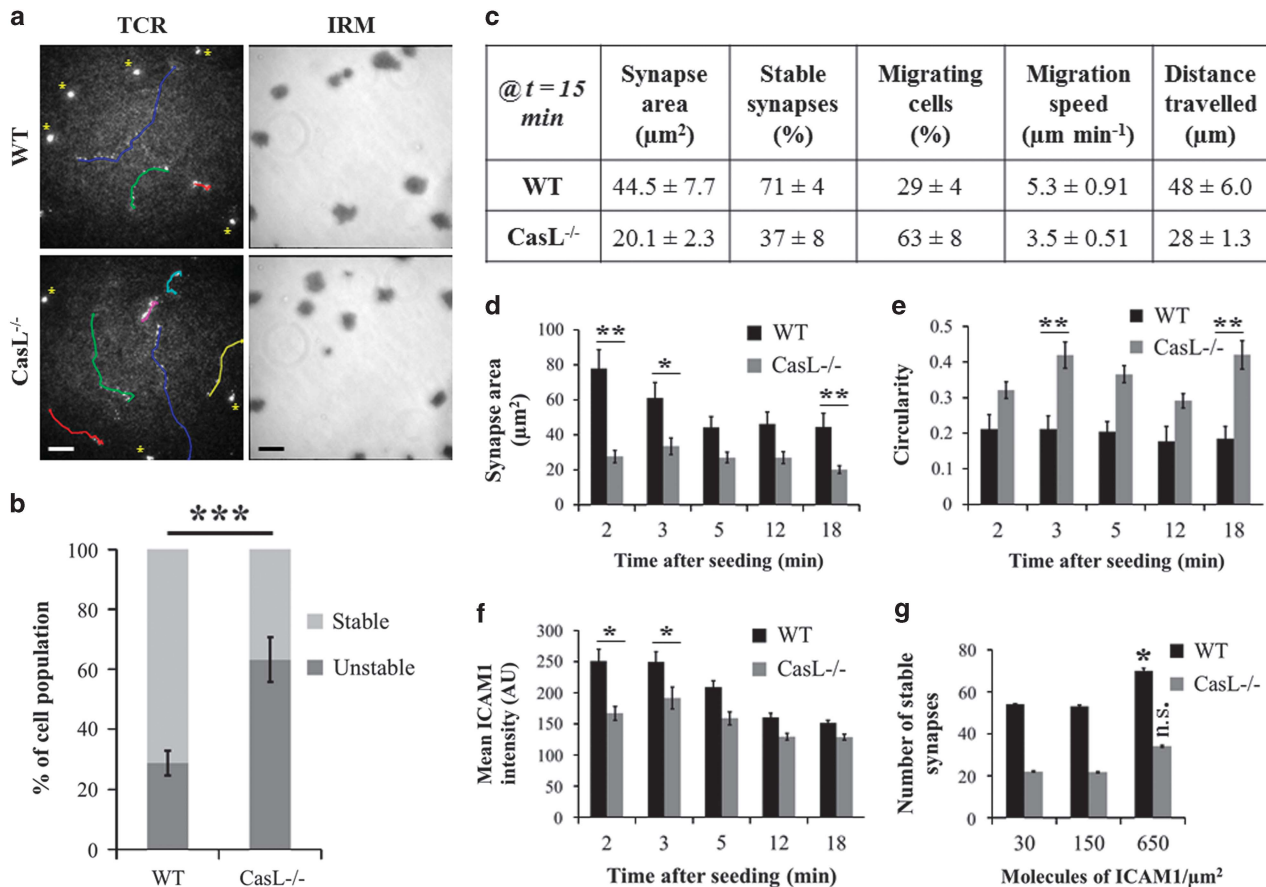 a
TCR
IRM
WT
CasL-/-
b
***
100
80
60
40
20
0
% of cell population
Stable
Unstable
WT
CasL-/-
c
@ t = 15 min
Synapse area (µm²)
Stable synapses (%)
Migrating cells (%)
Migration speed (µm min-1)
Distance travelled (µm)
WT
44.5 ± 7.7
71 ± 4
29 ± 4
5.3 ± 0.91
48 ± 6.0
CasL-/-
20.1 ± 2.3
37 ± 8
63 ± 8
3.5 ± 0.51
28 ± 1.3
d
Synapse area
(µm²)
100
80
60
40
20
0
**
*
**
WT
CasL-/-
2 3 5 12 18
Time after seeding (min)
e
Circularity
0.5
0.4
0.3
0.2
0.1
0
**
**
WT
CasL-/-
2 3 5 12 18
Time after seeding (min)
f
Mean ICAM1
intensity (AU)
300
250
200
150
100
50
0
*
*
WT
CasL-/-
2 3 5 12 18
Time after seeding (min)
g
Number of stable
synapses
80
60
40
20
0
*
n.s.
WT
CasL-/-
30 150 650
Molecules of ICAM1/µm²